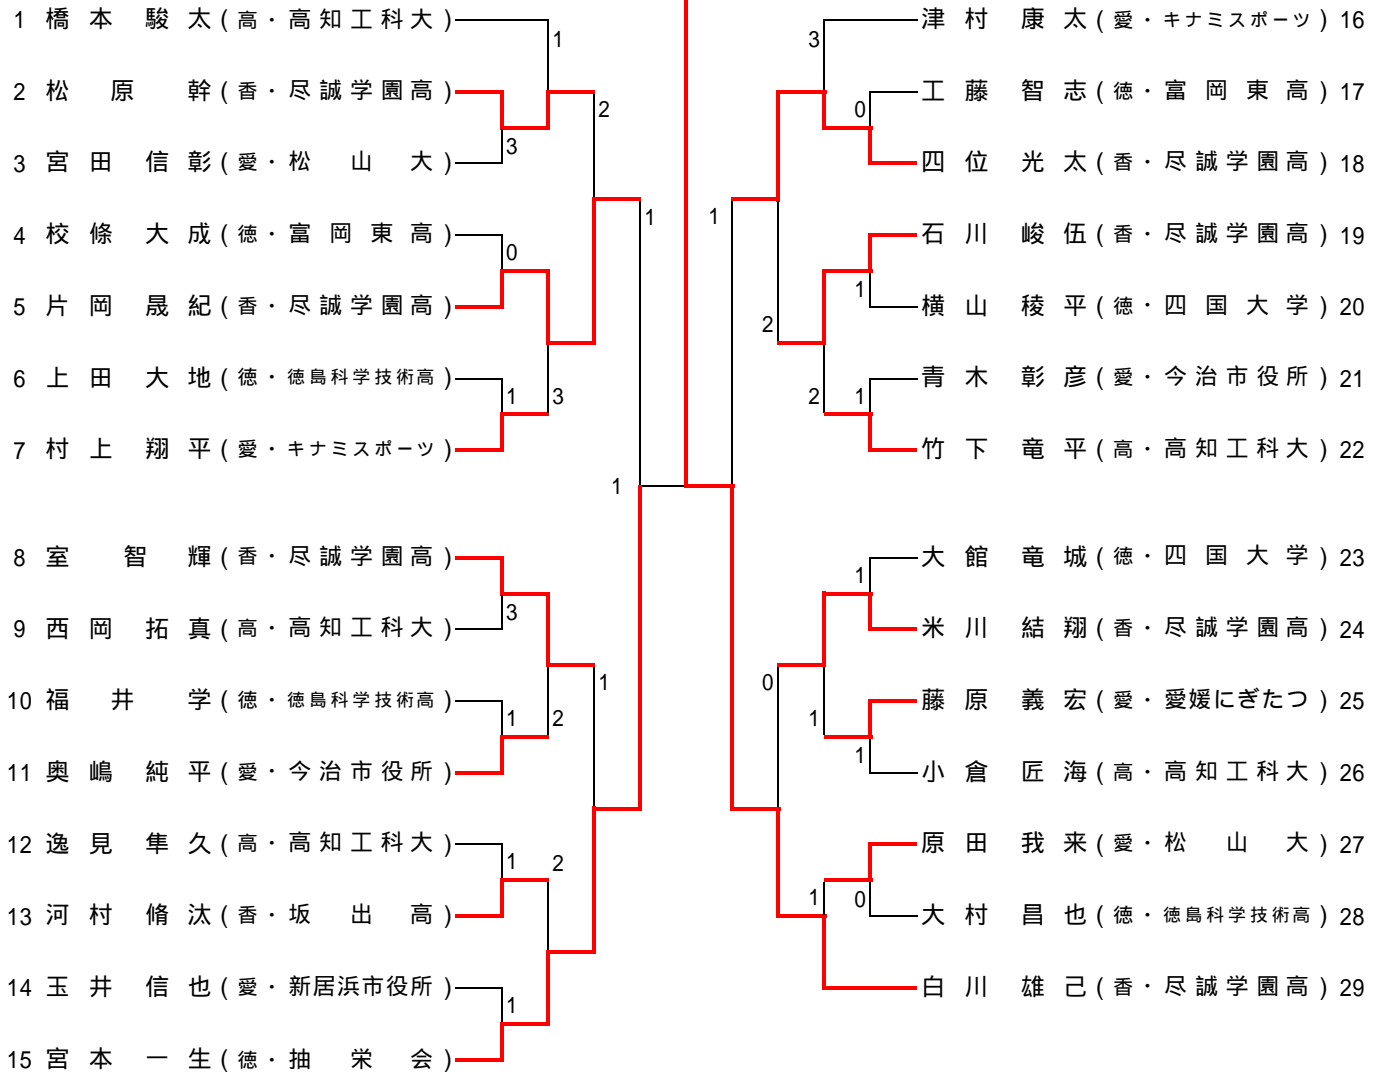 1 橋本 駿太 (高・高知工科大)
1
2 松原 幹 (香・尽誠学園高)
2
3 宮田 信彰 (愛・松山大)
3
4 校條 大成 (徳・富岡東高)
1
0
5 片岡 晟紀 (香・尽誠学園高)
6 上田 大地 (徳・徳島科学技術高)
1
3
7 村上 翔平 (愛・キナミスポーツ)
1
8 室 智輝 (香・尽誠学園高)
3
9 西岡 拓真 (高・高知工科大)
1
10 福井 学 (徳・徳島科学技術高)
1
2
11 奥嶋 純平 (愛・今治市役所)
12 逸見 隼久 (高・高知工科大)
1
2
13 河村 脩汰 (香・坂出高)
14 玉井 信也 (愛・新居浜市役所)
1
15 宮本 一生 (徳・抽栄会)
津村 康太 (愛・キナミスポーツ) 16
3
工藤 智志 (徳・富岡東高) 17
0
四位 光太 (香・尽誠学園高) 18
1
石川 峻伍 (香・尽誠学園高) 19
1
横山 稜平 (徳・四国大学) 20
2
青木 彰彦 (愛・今治市役所) 21
2
1
竹下 竜平 (高・高知工科大) 22
大館 竜城 (徳・四国大学) 23
1
米川 結翔 (香・尽誠学園高) 24
0
藤原 義宏 (愛・愛媛にぎたつ) 25
1
1
小倉 匠海 (高・高知工科大) 26
原田 我来 (愛・松山大) 27
1
0
大村 昌也 (徳・徳島科学技術高) 28
白川 雄己 (香・尽誠学園高) 29